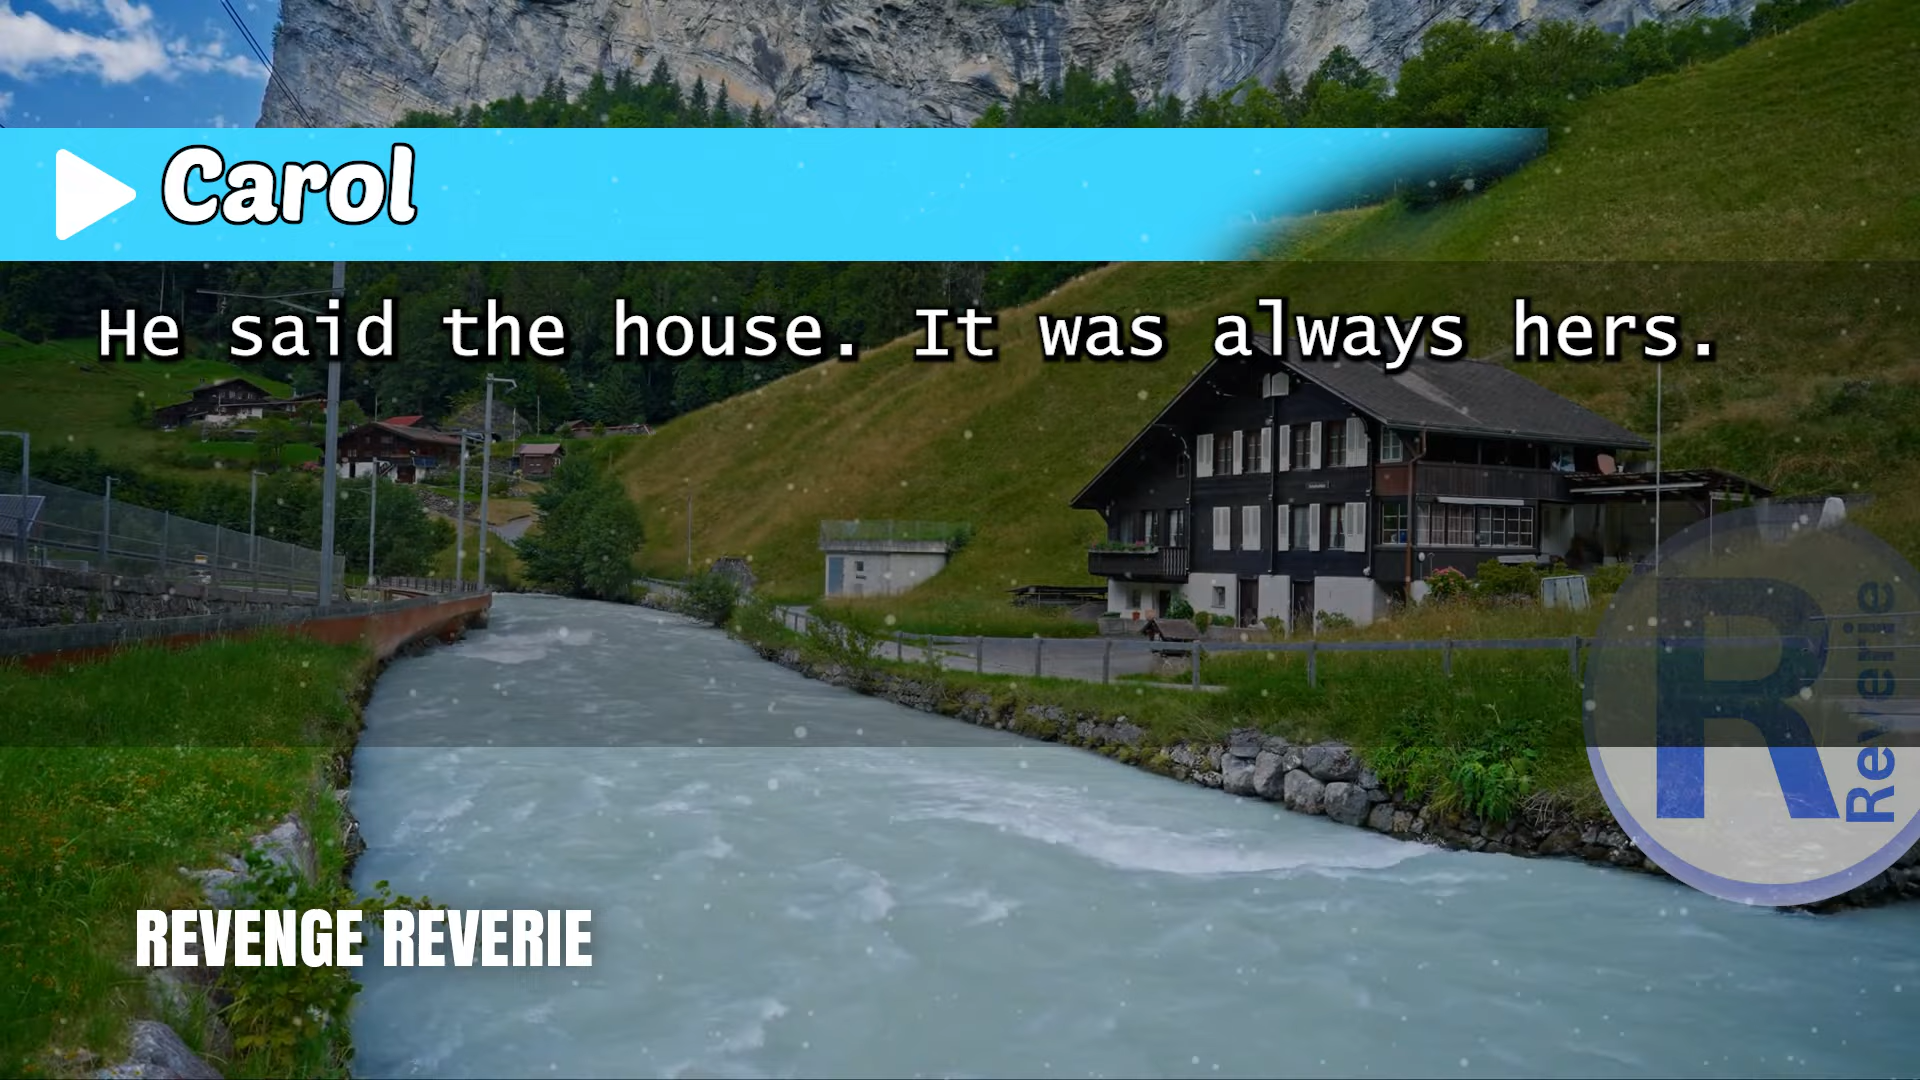 Carol
He said the house. It was always hers.
R
Reverie
REVENGE REVERIE